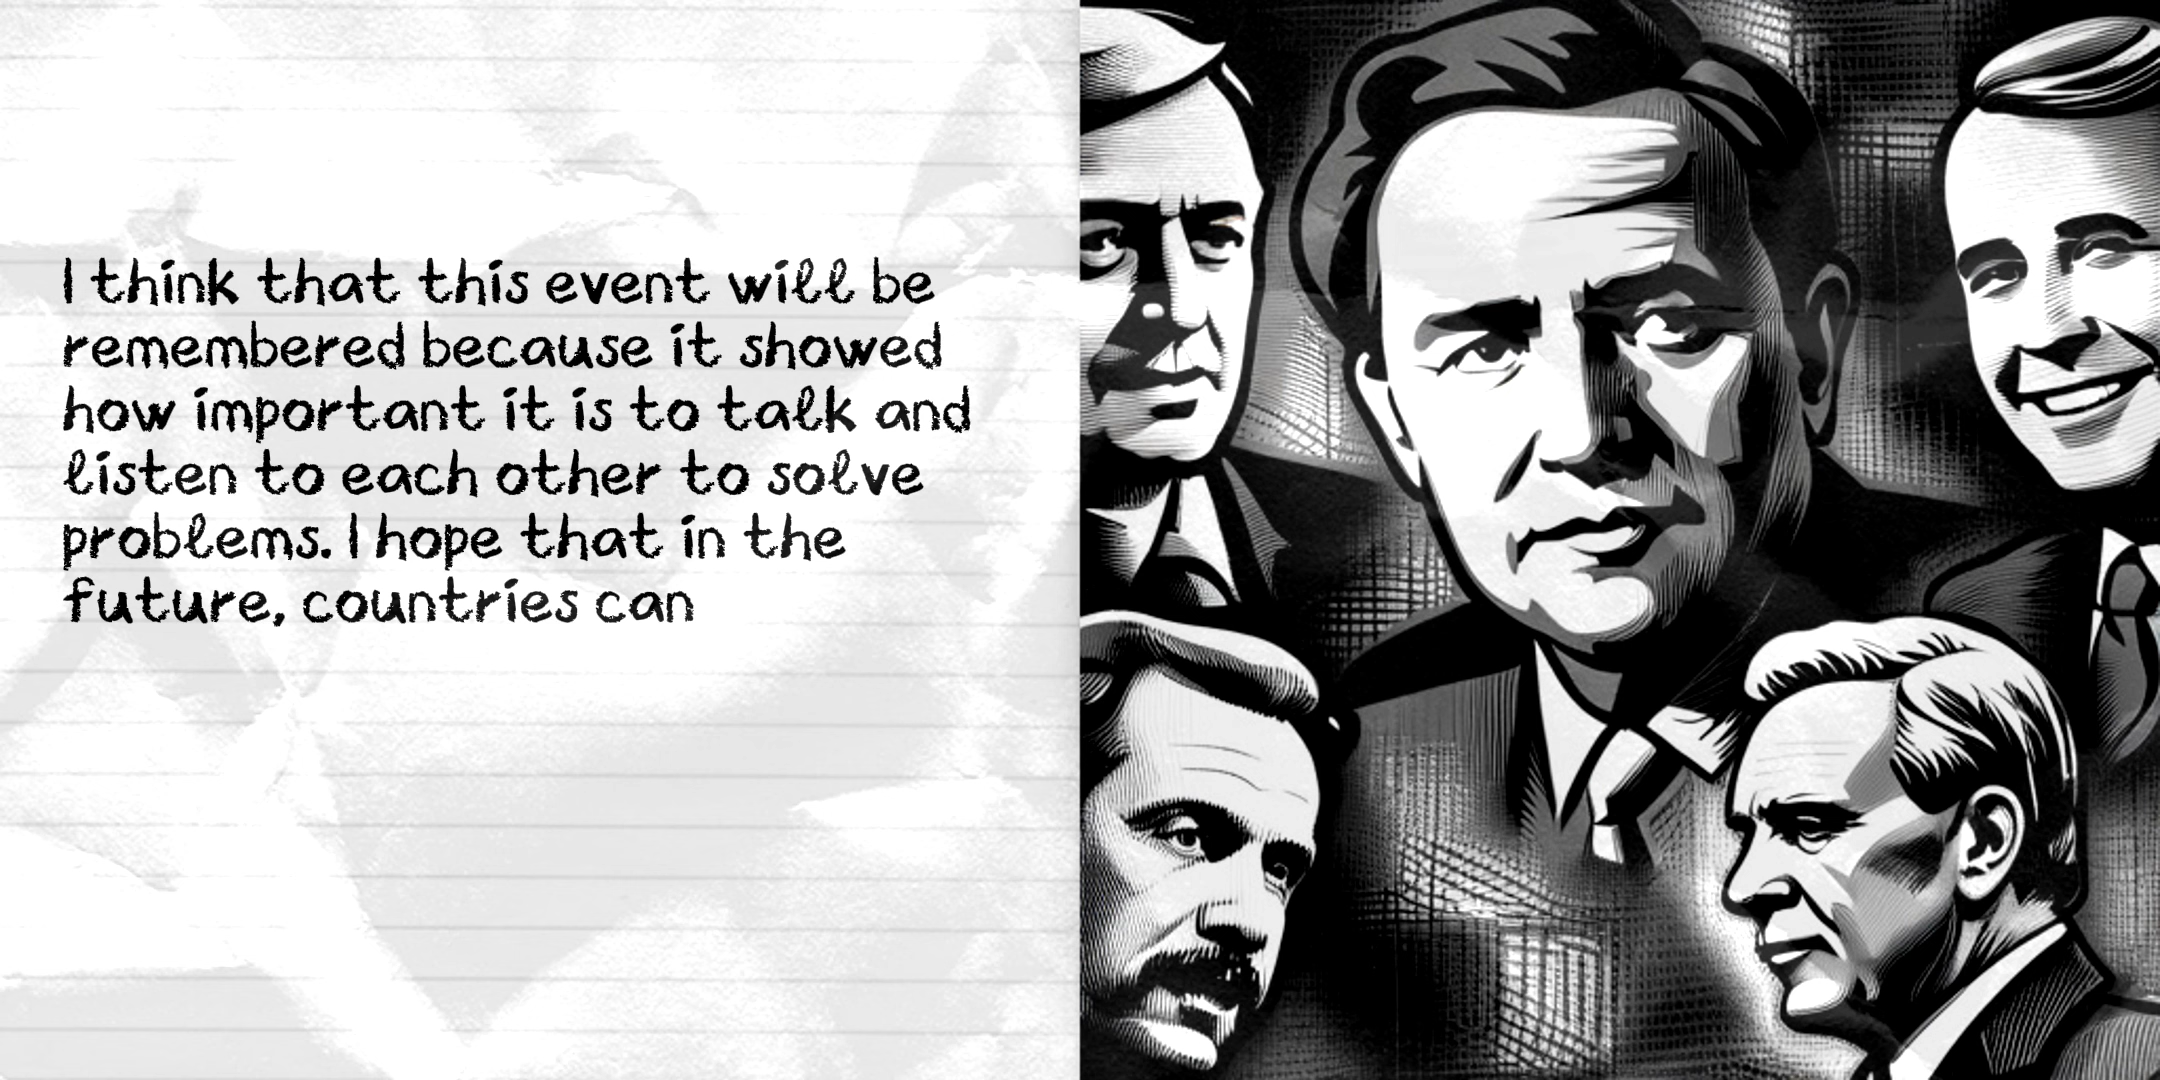 I think that this event will be
remembered because it showed
how important it is to talk and
listen to each other to solve
problems. I hope that in the
future, countries can